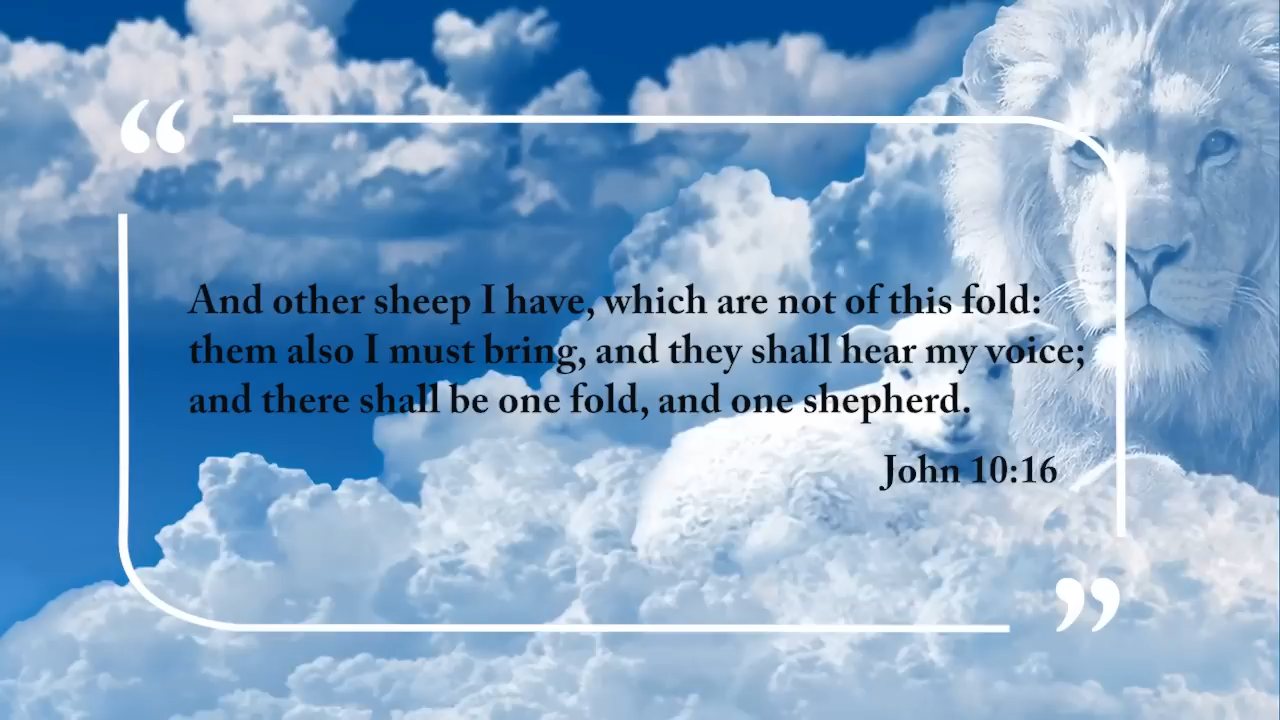 “
And other sheep I have, which are not of this fold:
them also I must bring, and they shall hear my voice;
and there shall be one fold, and one shepherd.
John 10:16
”